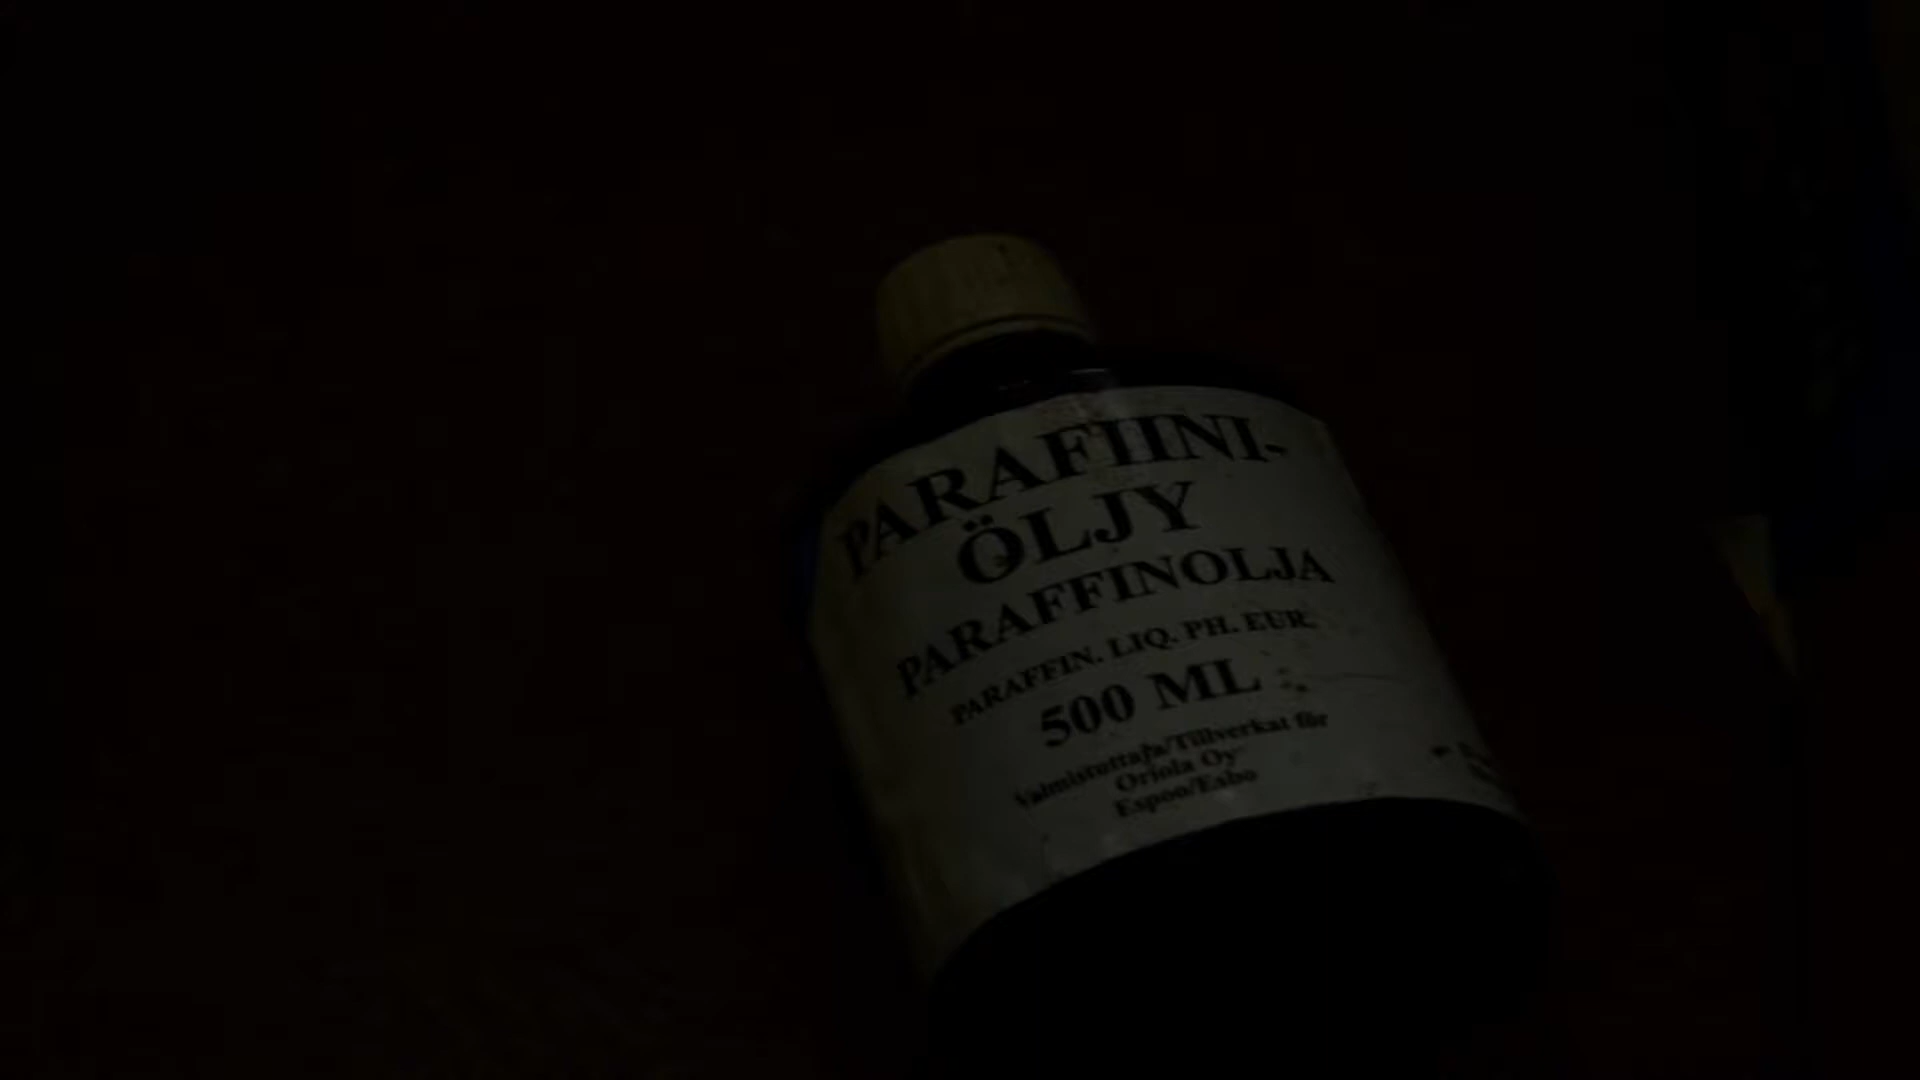 PARAFIINI-
ÖLJY
PARAFFINOLJA
PARAFFIN. LIQ. PH. EUR.
500 ML
Valmistuttaja/Tillverkat för
Oriola Oy
Espoo/Esbo